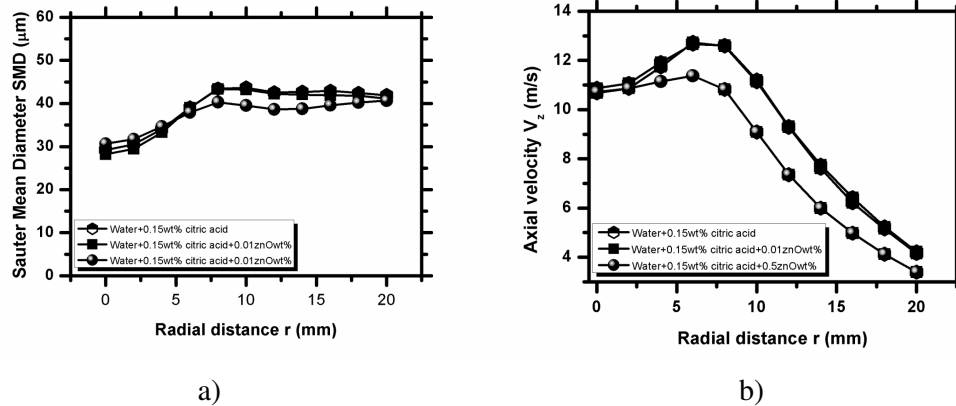 60
50
40
30
20
10
0
Sauter Mean Diameter SMD (μm)
Water+0.15wt% citric acid
Water+0.15wt% citric acid+0.01znOwt%
Water+0.15wt% citric acid+0.01znOwt%
0 5 10 15 20
Radial distance r (mm)
a)
14
12
10
8
6
4
Axial velocity Vz (m/s)
Water+0.15wt% citric acid
Water+0.15wt% citric acid+0.01znOwt%
Water+0.15wt% citric acid+0.5znOwt%
0 5 10 15 20
Radial distance r (mm)
b)